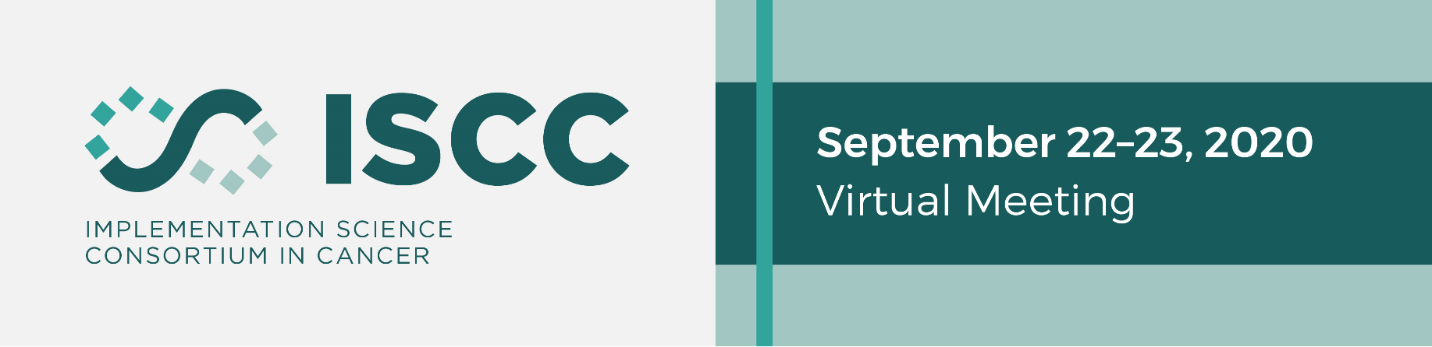 ISCC
IMPLEMENTATION SCIENCE
CONSORTIUM IN CANCER
September 22–23, 2020
Virtual Meeting